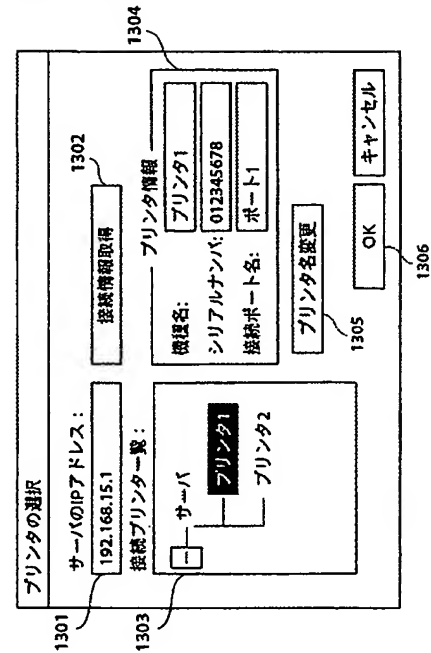 プリンタの選択
サーバのIPアドレス：
1301
192.168.15.1
接続情報取得
1302
接続プリンター覧：
1303
サーバ
プリンタ1
プリンタ2
プリンタ情報
1304
機種名:
プリンタ1
シリアルナンバ:
012345678
接続ポート名:
ポート1
プリンタ名変更
1305
OK
1306
キャンセル